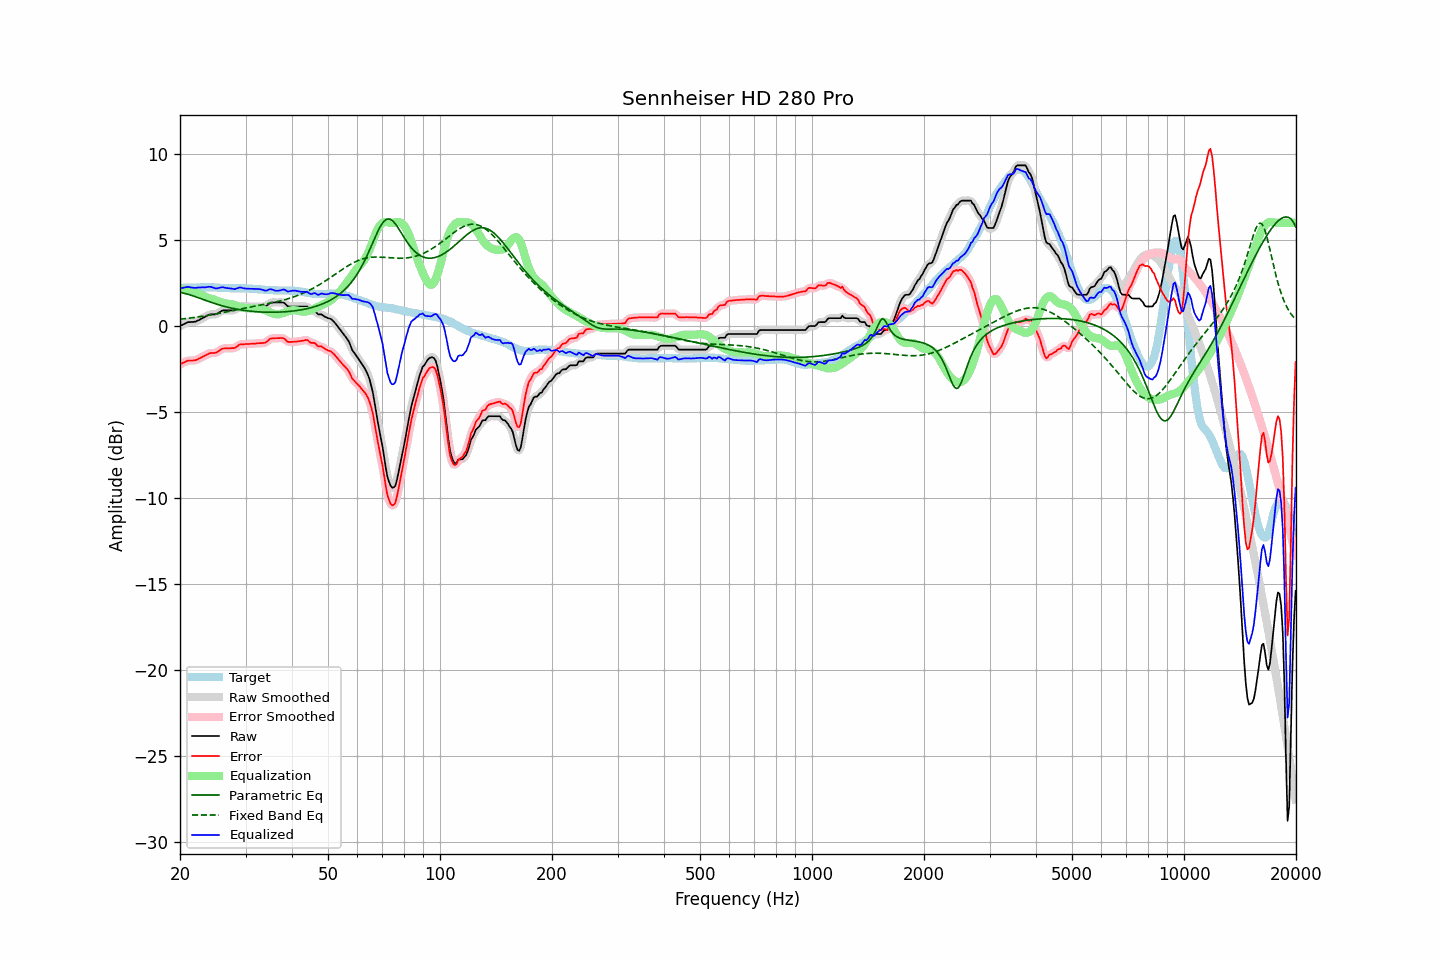 Sennheiser HD 280 Pro
Amplitude (dBr)
10
5
0
−5
−10
−15
−20
−25
−30
Target
Raw Smoothed
Error Smoothed
Raw
Error
Equalization
Parametric Eq
Fixed Band Eq
Equalized
20 50 100 200 500 1000 2000 5000 10000 20000
Frequency (Hz)